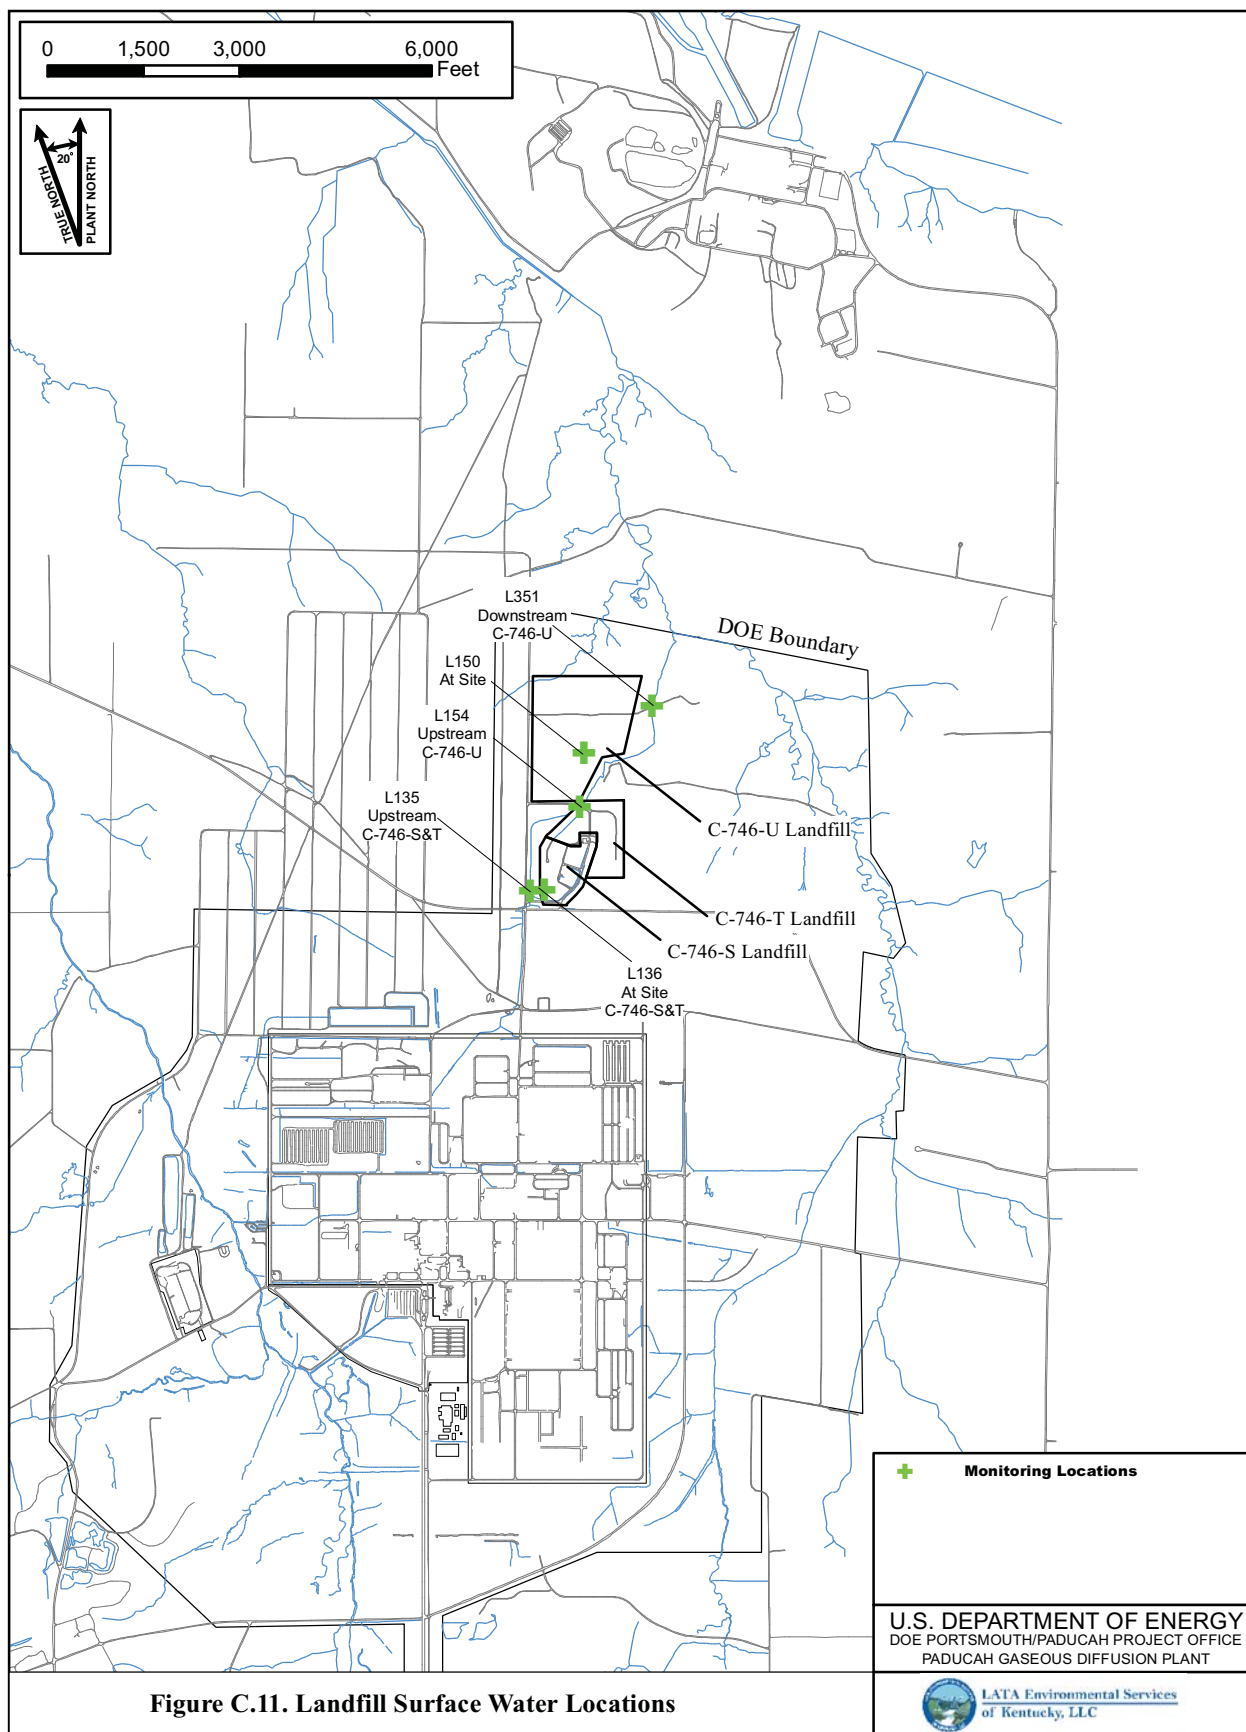 0 1,500 3,000 6,000
Feet
20°
TRUE NORTH
PLANT NORTH
L351
Downstream
C-746-U
DOE Boundary
L150
At Site
L154
Upstream
C-746-U
L135
Upstream
C-746-S&T
C-746-U Landfill
C-746-T Landfill
C-746-S Landfill
L136
At Site
C-746-S&T
Monitoring Locations
U.S. DEPARTMENT OF ENERGY
DOE PORTSMOUTH/PADUCAH PROJECT OFFICE
PADUCAH GASEOUS DIFFUSION PLANT
Figure C.11. Landfill Surface Water Locations
LATA Environmental Services
of Kentucky, LLC